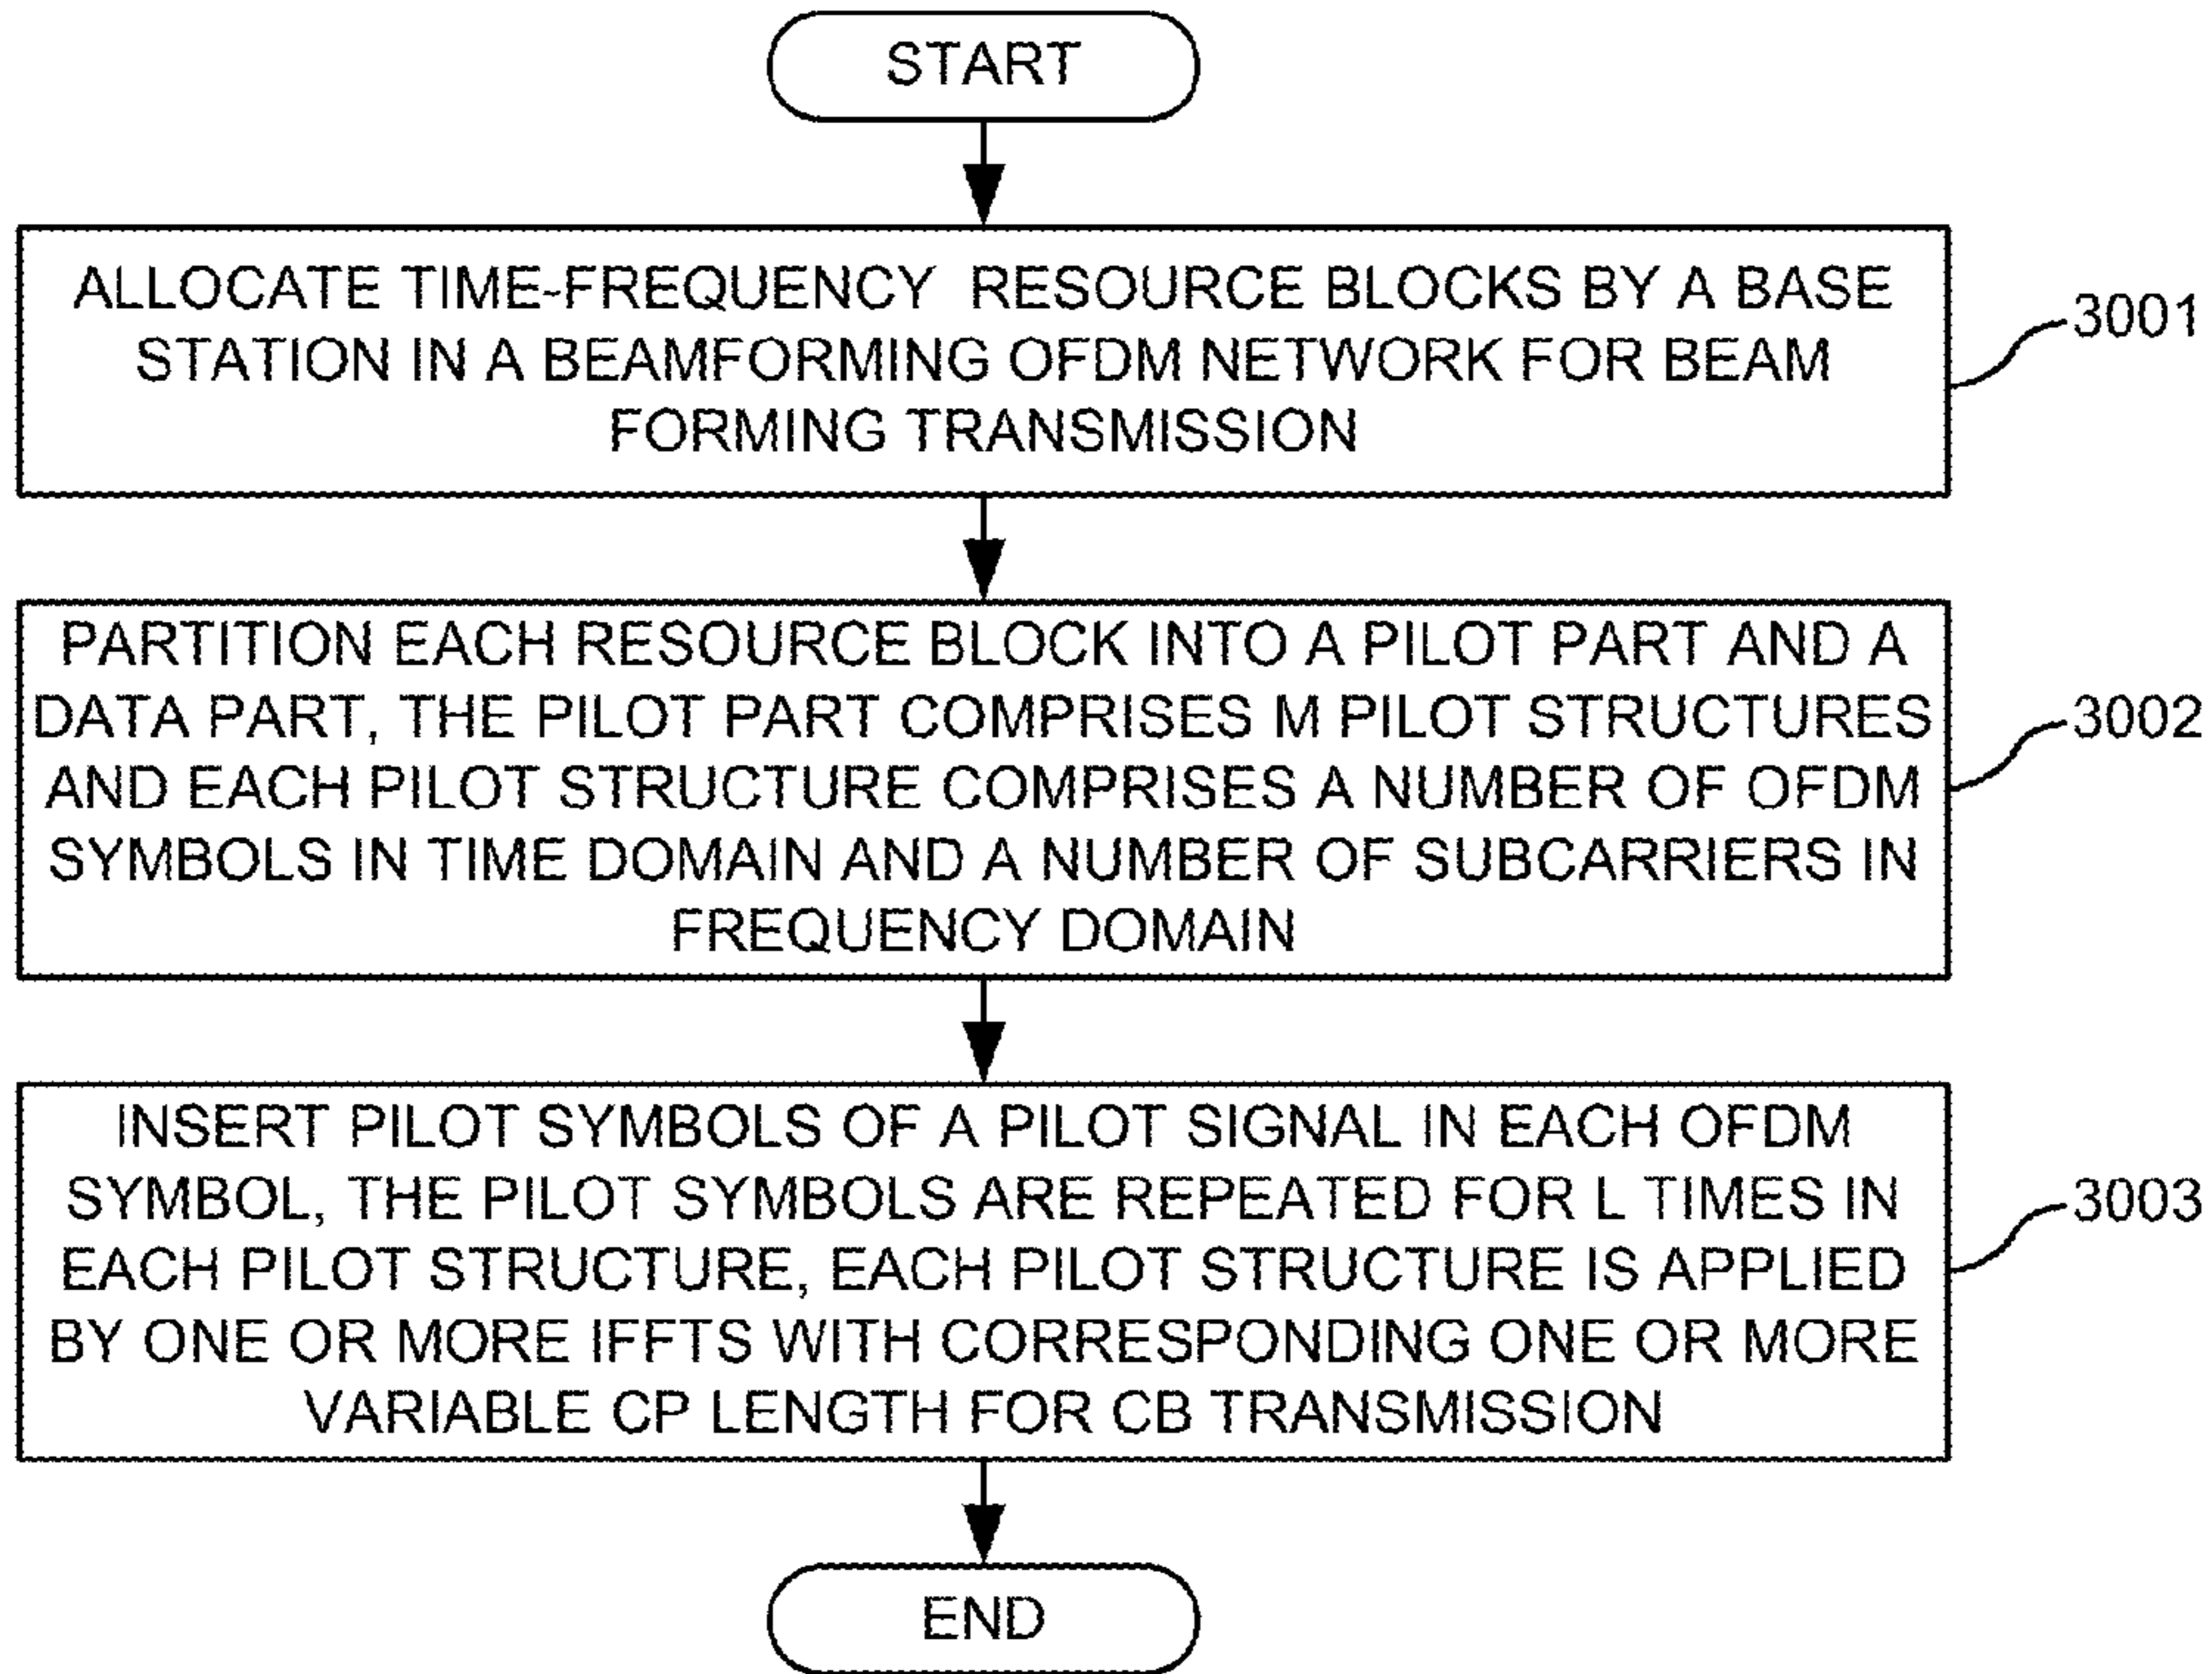 START
ALLOCATE TIME-FREQUENCY RESOURCE BLOCKS BY A BASE
STATION IN A BEAMFORMING OFDM NETWORK FOR BEAM
FORMING TRANSMISSION
3001
PARTITION EACH RESOURCE BLOCK INTO A PILOT PART AND A
DATA PART, THE PILOT PART COMPRISES M PILOT STRUCTURES
AND EACH PILOT STRUCTURE COMPRISES A NUMBER OF OFDM
SYMBOLS IN TIME DOMAIN AND A NUMBER OF SUBCARRIERS IN
FREQUENCY DOMAIN
3002
INSERT PILOT SYMBOLS OF A PILOT SIGNAL IN EACH OFDM
SYMBOL, THE PILOT SYMBOLS ARE REPEATED FOR L TIMES IN
EACH PILOT STRUCTURE, EACH PILOT STRUCTURE IS APPLIED
BY ONE OR MORE IFFTS WITH CORRESPONDING ONE OR MORE
VARIABLE CP LENGTH FOR CB TRANSMISSION
3003
END